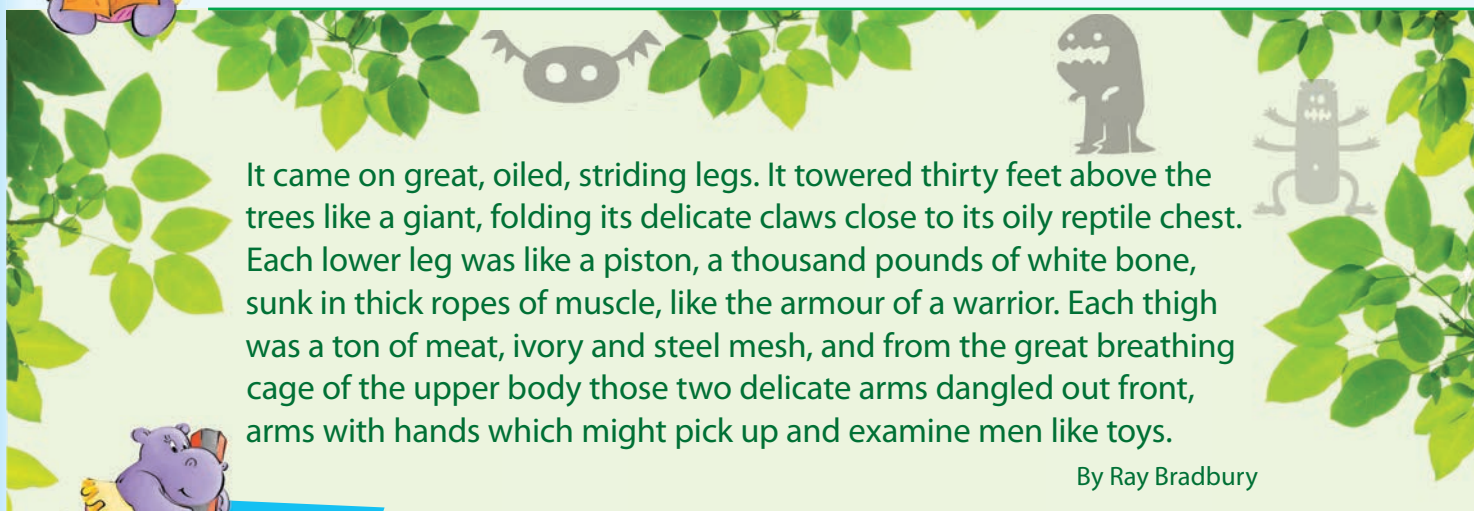 It came on great, oiled, striding legs. It towered thirty feet above the
trees like a giant, folding its delicate claws close to its oily reptile chest.
Each lower leg was like a piston, a thousand pounds of white bone,
sunk in thick ropes of muscle, like the armour of a warrior. Each thigh
was a ton of meat, ivory and steel mesh, and from the great breathing
cage of the upper body those two delicate arms dangled out front,
arms with hands which might pick up and examine men like toys.
By Ray Bradbury